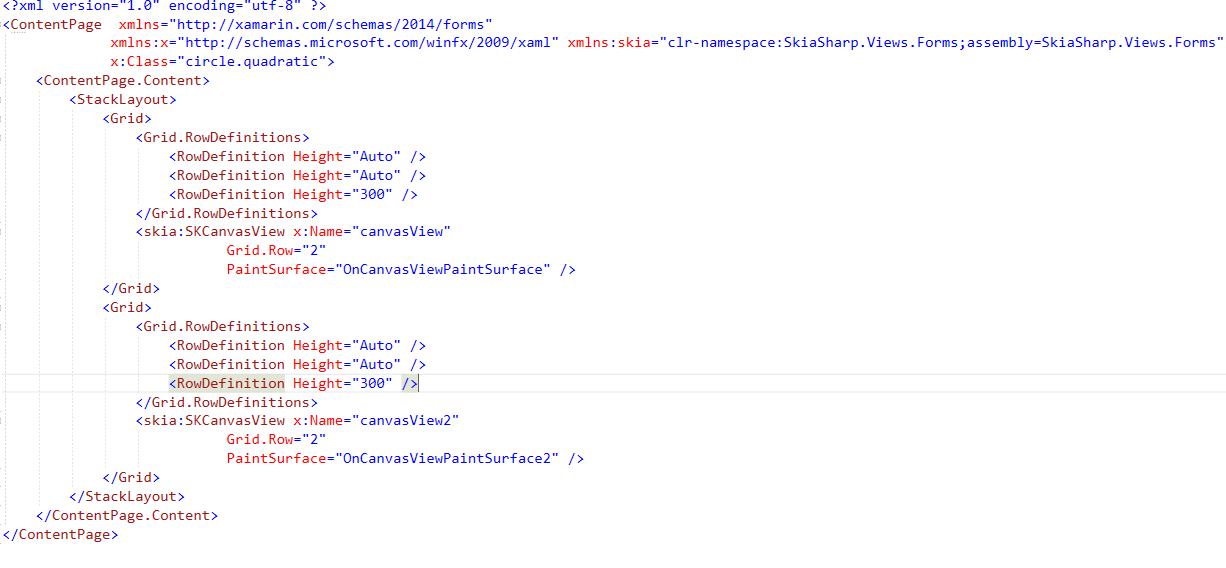 <?xml version="1.0" encoding="utf-8" ?>
<ContentPage  xmlns="http://xamarin.com/schemas/2014/forms"
             xmlns:x="http://schemas.microsoft.com/winfx/2009/xaml" xmlns:skia="clr-namespace:SkiaSharp.Views.Forms;assembly=SkiaSharp.Views.Forms"
             x:Class="circle.quadratic">
    <ContentPage.Content>
        <StackLayout>
            <Grid>
                <Grid.RowDefinitions>
                    <RowDefinition Height="Auto" />
                    <RowDefinition Height="Auto" />
                    <RowDefinition Height="300" />
                </Grid.RowDefinitions>
                <skia:SKCanvasView x:Name="canvasView"
                           Grid.Row="2"
                           PaintSurface="OnCanvasViewPaintSurface" />
            </Grid>
            <Grid>
                <Grid.RowDefinitions>
                    <RowDefinition Height="Auto" />
                    <RowDefinition Height="Auto" />
                    <RowDefinition Height="300" />
                </Grid.RowDefinitions>
                <skia:SKCanvasView x:Name="canvasView2"
                           Grid.Row="2"
                           PaintSurface="OnCanvasViewPaintSurface2" />
            </Grid>
        </StackLayout>
    </ContentPage.Content>
</ContentPage>